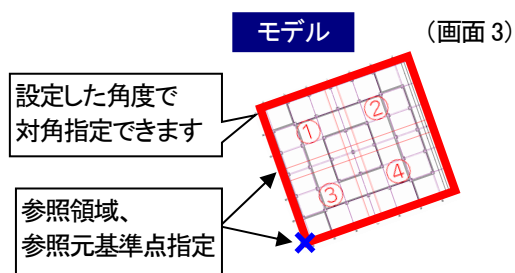 モデル
（画面 3）
設定した角度で
対角指定できます
① ②
③ ④
参照領域、
参照元基準点指定